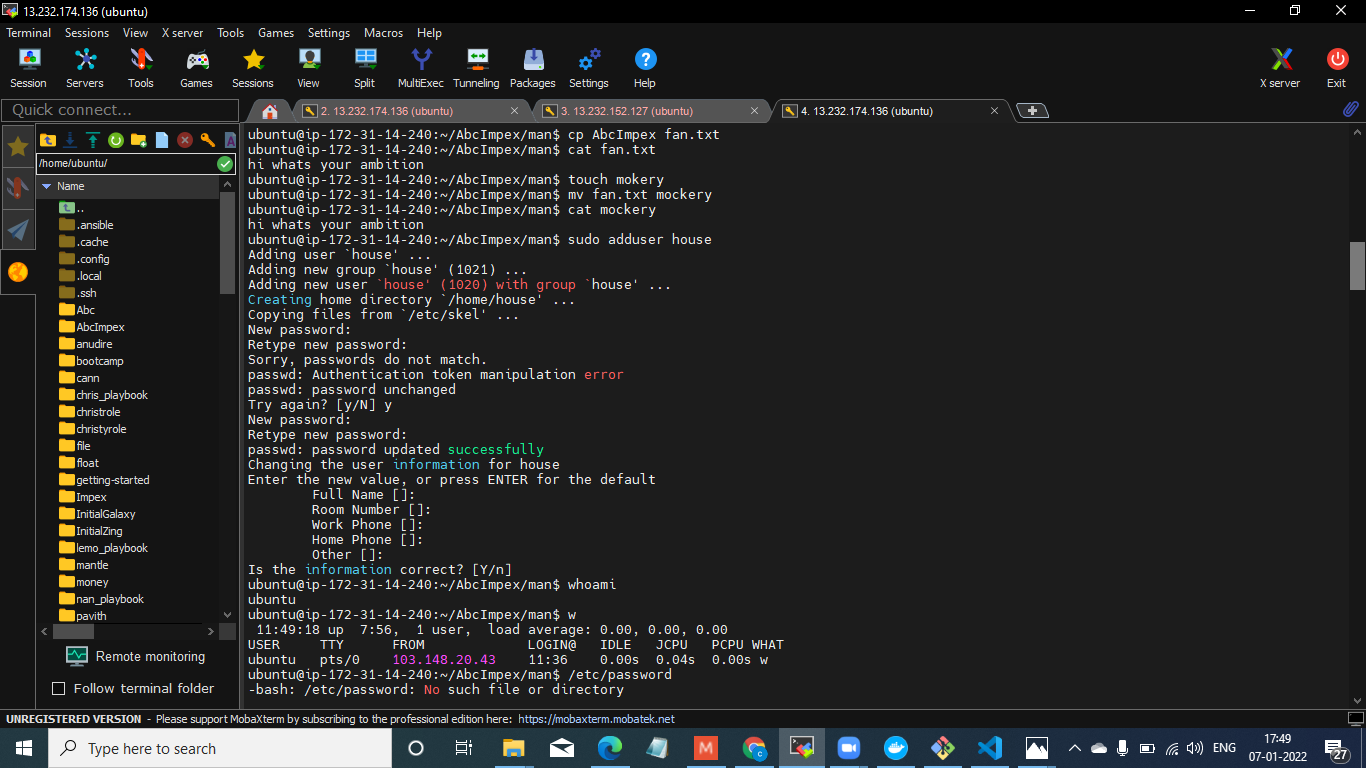 13.232.174.136 (ubuntu)
Terminal Sessions View X server Tools Games Settings Macros Help
Session Servers Tools Games Sessions View Split MultiExec Tunneling Packages Settings Help X server Exit
Quick connect...
2. 13.232.174.136 (ubuntu)
3. 13.232.152.127 (ubuntu)
4. 13.232.174.136 (ubuntu)
/home/ubuntu/
Name
..
.ansible
.cache
.config
.local
.ssh
Abc
AbcImpex
anudire
bootcamp
cann
chris_playbook
christrole
christyrole
file
float
getting-started
Impex
InitialGalaxy
InitialZing
lemo_playbook
mantle
money
nan_playbook
pavith
Remote monitoring
Follow terminal folder
ubuntu@ip-172-31-14-240:~/AbcImpex/man$ cp AbcImpex fan.txt
ubuntu@ip-172-31-14-240:~/AbcImpex/man$ cat fan.txt
hi whats your ambition
ubuntu@ip-172-31-14-240:~/AbcImpex/man$ touch mokery
ubuntu@ip-172-31-14-240:~/AbcImpex/man$ mv fan.txt mockery
ubuntu@ip-172-31-14-240:~/AbcImpex/man$ cat mockery
hi whats your ambition
ubuntu@ip-172-31-14-240:~/AbcImpex/man$ sudo adduser house
Adding user `house' ...
Adding new group `house' (1021) ...
Adding new user `house' (1020) with group `house' ...
Creating home directory `/home/house' ...
Copying files from `/etc/skel' ...
New password:
Retype new password:
Sorry, passwords do not match.
passwd: Authentication token manipulation error
passwd: password unchanged
Try again? [y/N] y
New password:
Retype new password:
passwd: password updated successfully
Changing the user information for house
Enter the new value, or press ENTER for the default
Full Name []:
Room Number []:
Work Phone []:
Home Phone []:
Other []:
Is the information correct? [Y/n]
ubuntu@ip-172-31-14-240:~/AbcImpex/man$ whoami
ubuntu
ubuntu@ip-172-31-14-240:~/AbcImpex/man$ w
11:49:18 up 7:56, 1 user, load average: 0.00, 0.00, 0.00
USER TTY FROM LOGIN@ IDLE JCPU PCPU WHAT
ubuntu pts/0 103.148.20.43 11:36 0.00s 0.04s 0.00s w
ubuntu@ip-172-31-14-240:~/AbcImpex/man$ /etc/password
-bash: /etc/password: No such file or directory
UNREGISTERED VERSION - Please support MobaXterm by subscribing to the professional edition here: https://mobaxterm.mobatek.net
Type here to search
ENG
17:49
07-01-2022
27